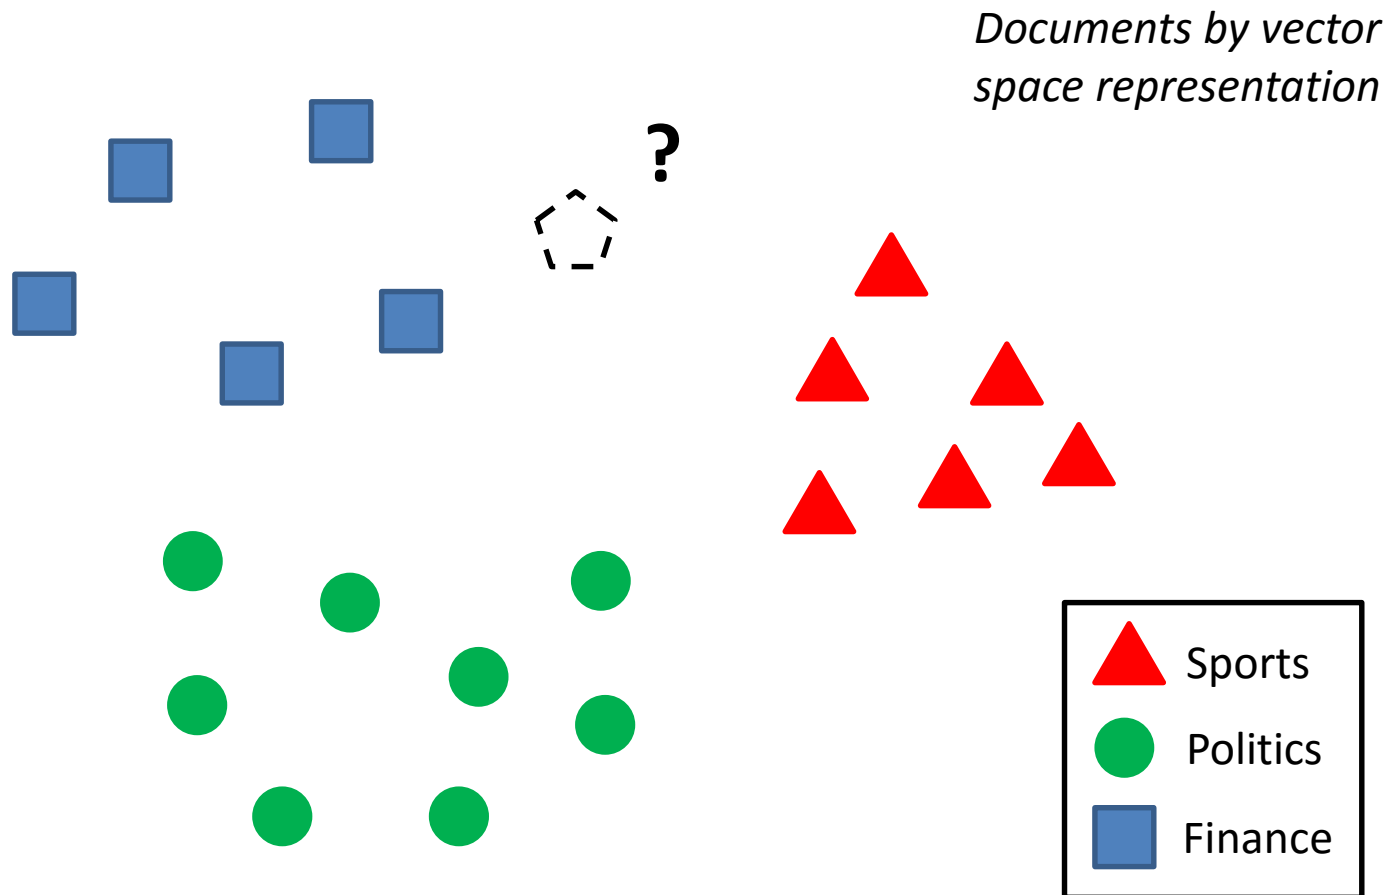 Documents by vector
space representation
?
Sports
Politics
Finance